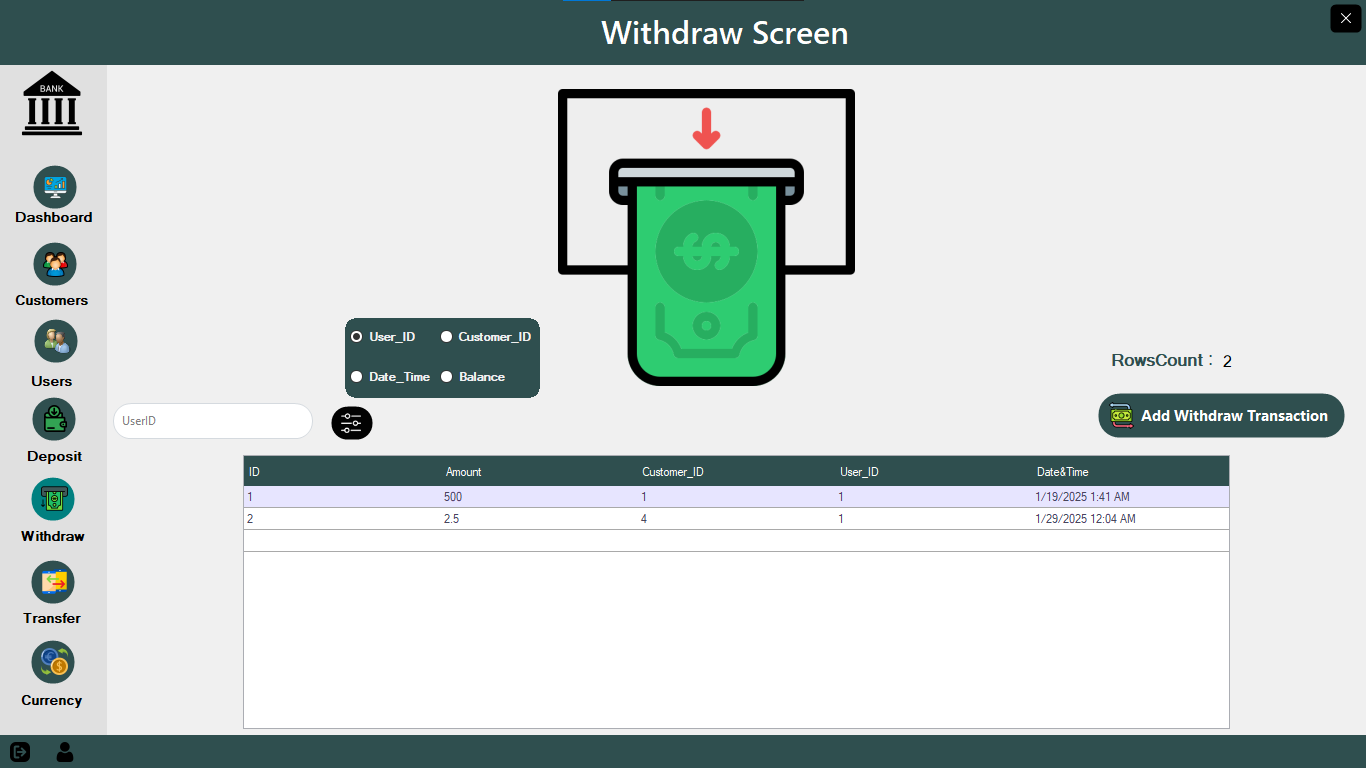 Withdraw Screen
BANK
Dashboard
Customers
Users
Deposit
Withdraw
Transfer
Currency
User_ID Customer_ID
Date_Time Balance
UserID
RowsCount : 2
Add Withdraw Transaction
ID Amount Customer_ID User_ID Date&Time
1 500 1 1 1/19/2025 1:41 AM
2 2.5 4 1 1/29/2025 12:04 AM